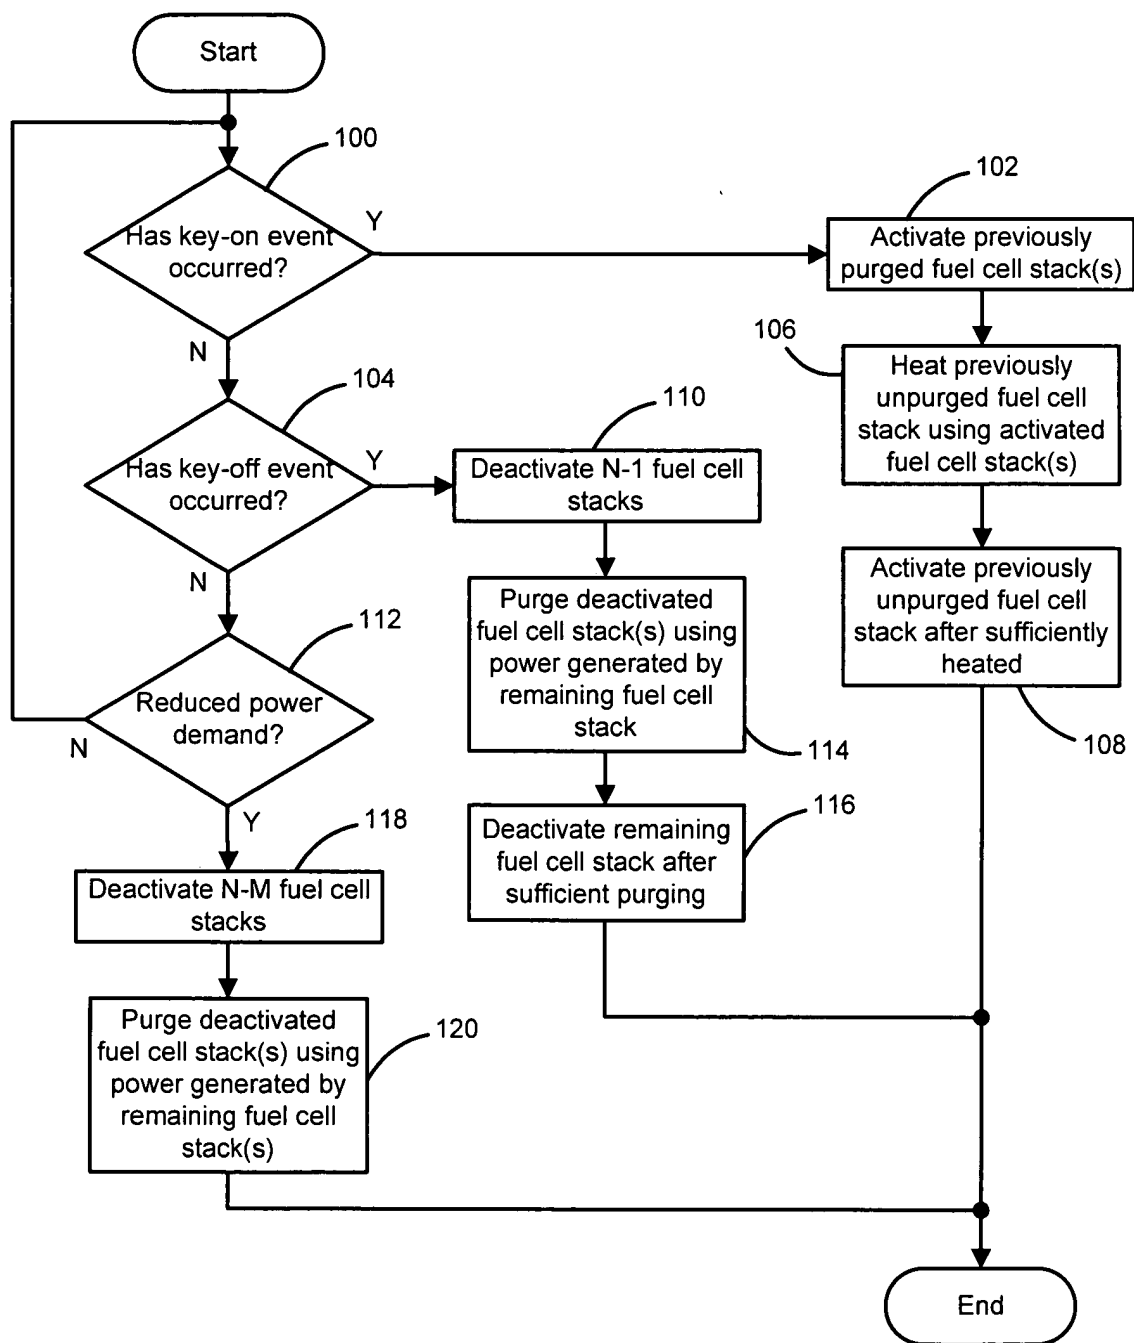 Start
100
Has key-on event
occurred?
Y
N
102
Activate previously
purged fuel cell stack(s)
106
Heat previously
unpurged fuel cell
stack using activated
fuel cell stack(s)
104
Has key-off event
occurred?
Y
N
110
Deactivate N-1 fuel cell
stacks
Activate previously
unpurged fuel cell
stack after sufficiently
heated
108
112
Reduced power
demand?
N
Y
Purge deactivated
fuel cell stack(s) using
power generated by
remaining fuel cell
stack
114
116
Deactivate remaining
fuel cell stack after
sufficient purging
118
Deactivate N-M fuel cell
stacks
Purge deactivated
fuel cell stack(s) using
power generated by
remaining fuel cell
stack(s)
120
End